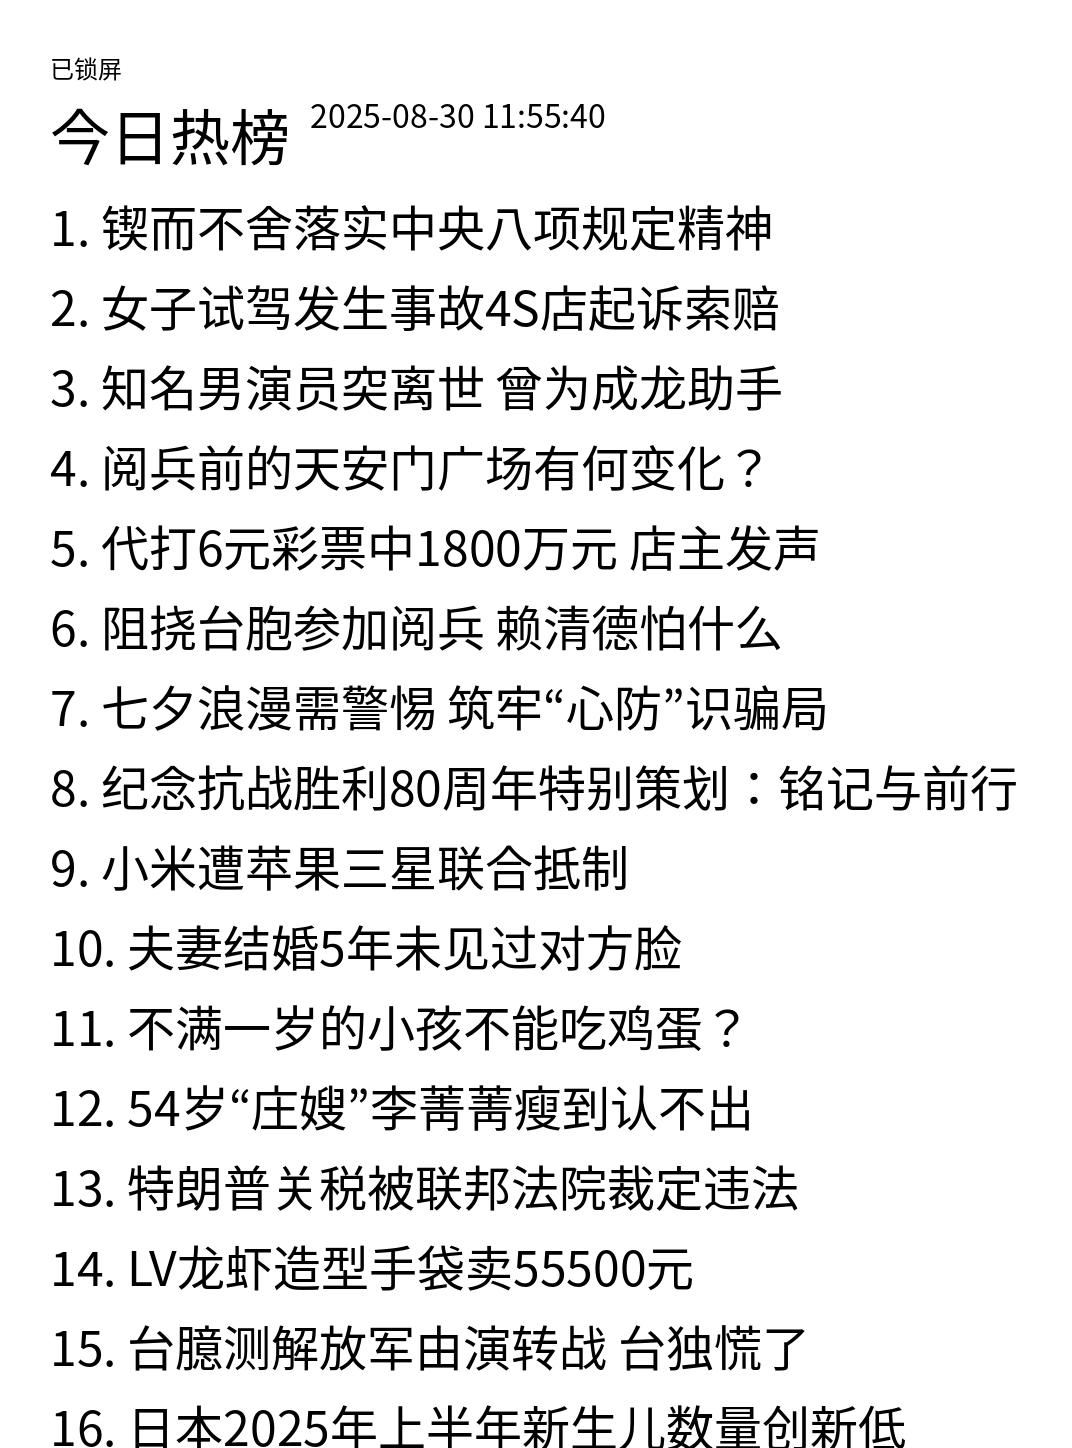 已锁屏
今日热榜 2025-08-30 11:55:40
1. 锲而不舍落实中央八项规定精神
2. 女子试驾发生事故4S店起诉索赔
3. 知名男演员突离世 曾为成龙助手
4. 阅兵前的天安门广场有何变化？
5. 代打6元彩票中1800万元 店主发声
6. 阻挠台胞参加阅兵 赖清德怕什么
7. 七夕浪漫需警惕 筑牢“心防”识骗局
8. 纪念抗战胜利80周年特别策划：铭记与前行
9. 小米遭苹果三星联合抵制
10. 夫妻结婚5年未见过对方脸
11. 不满一岁的小孩不能吃鸡蛋？
12. 54岁“庄嫂”李菁菁瘦到认不出
13. 特朗普关税被联邦法院裁定违法
14. LV龙虾造型手袋卖55500元
15. 台臆测解放军由演转战 台独慌了
16. 日本2025年上半年新生儿数量创新低